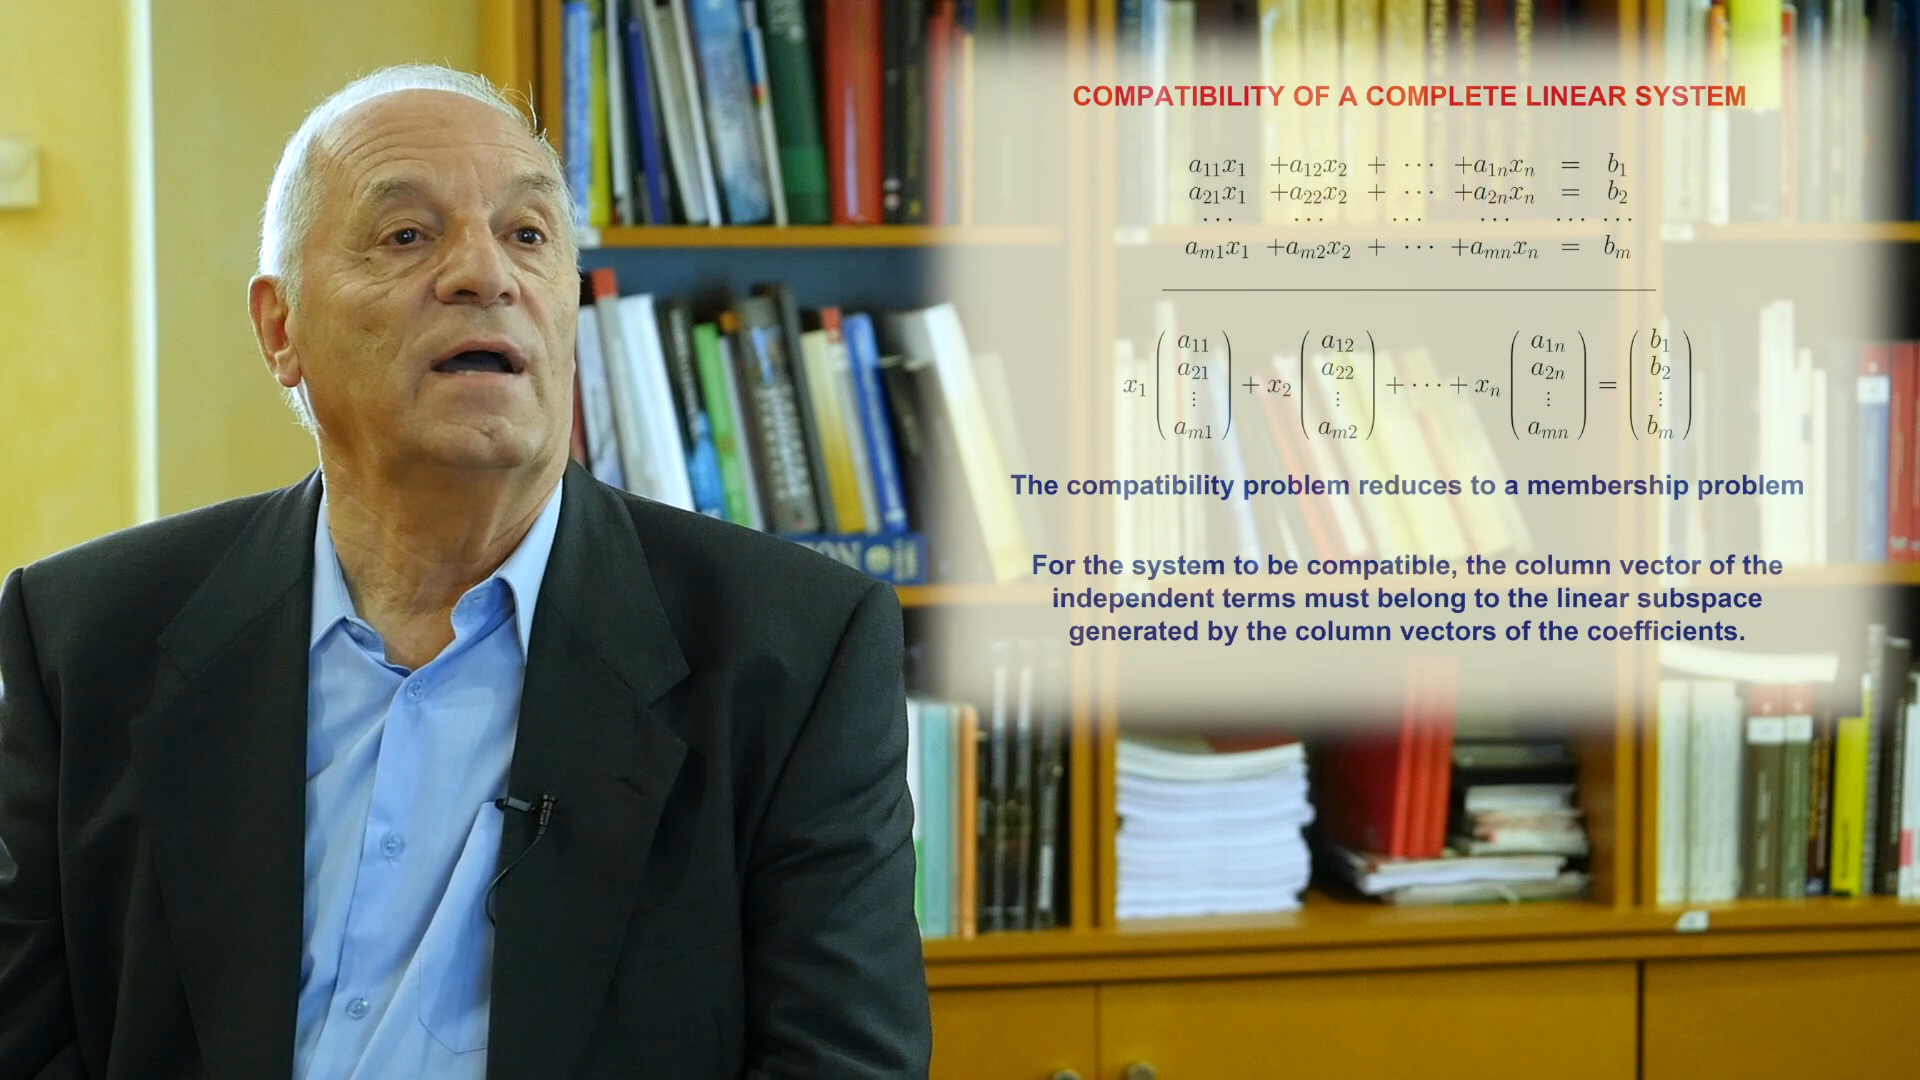 COMPATIBILITY OF A COMPLETE LINEAR SYSTEM
a₁₁x₁ +a₁₂x₂ + ⋯ +a₁ₙxₙ = b₁
a₂₁x₁ +a₂₂x₂ + ⋯ +a₂ₙxₙ = b₂
⋯ ⋯ ⋯ ⋯ ⋯ ⋯
aₘ₁x₁ +aₘ₂x₂ + ⋯ +aₘₙxₙ = bₘ
x₁ (a₁₁ a₂₁ ⋮ aₘ₁) + x₂ (a₁₂ a₂₂ ⋮ aₘ₂) + ⋯ + xₙ (a₁ₙ a₂ₙ ⋮ aₘₙ) = (b₁ b₂ ⋮ bₘ)
The compatibility problem reduces to a membership problem
For the system to be compatible, the column vector of the
independent terms must belong to the linear subspace
generated by the column vectors of the coefficients.